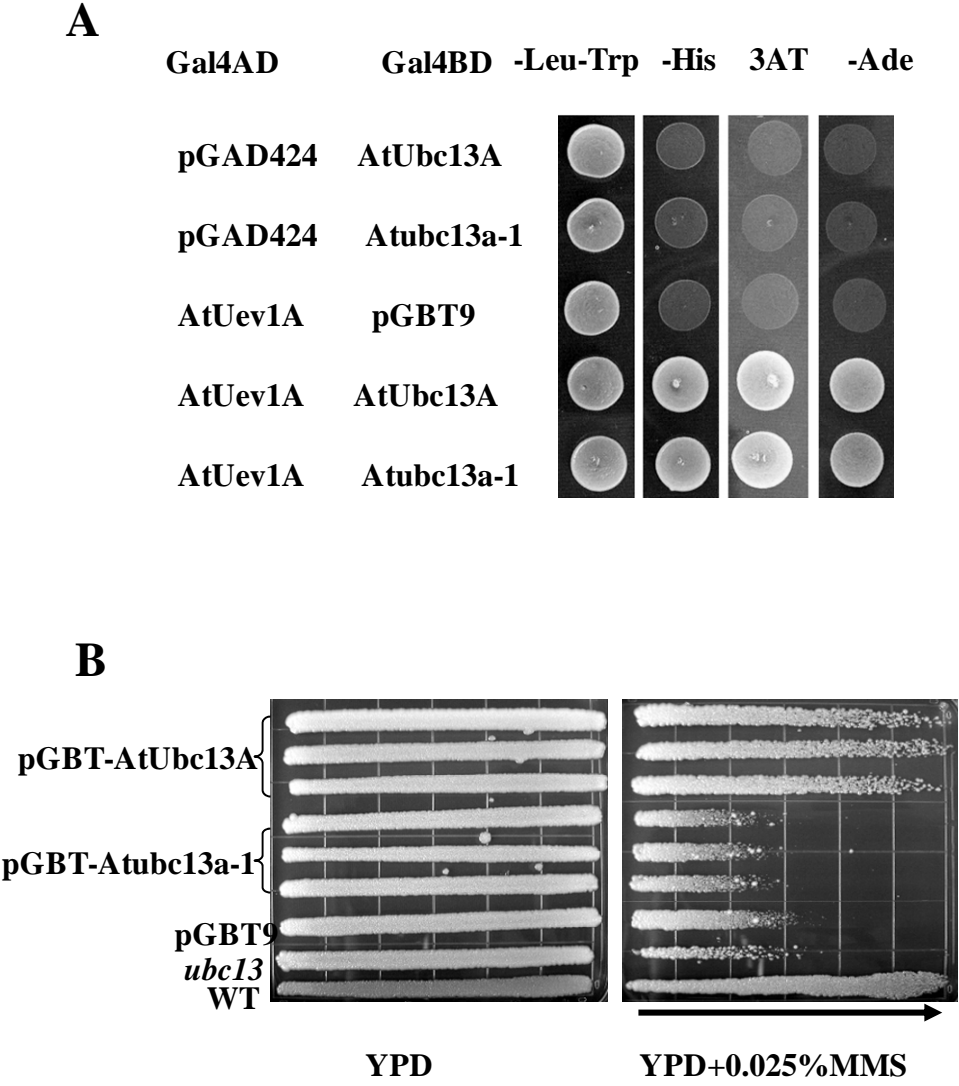 A
Gal4AD Gal4BD -Leu-Trp -His 3AT -Ade
pGAD424 AtUbc13A
pGAD424 Atubc13a-1
AtUev1A pGBT9
AtUev1A AtUbc13A
AtUev1A Atubc13a-1
B
pGBT-AtUbc13A
pGBT-Atubc13a-1
pGBT9
ubc13
WT
YPD YPD+0.025%MMS